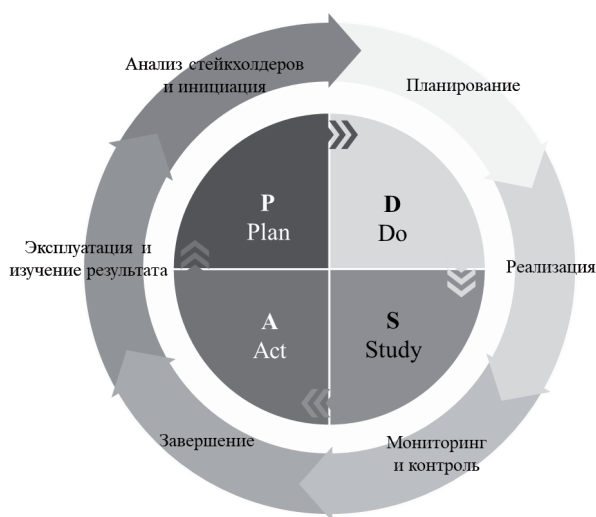 Анализ стейкхолдеров
и инициация
Планирование
P
Plan
D
Do
Эксплуатация и
изучение результата
Реализация
A
Act
S
Study
Завершение
Мониторинг
и контроль